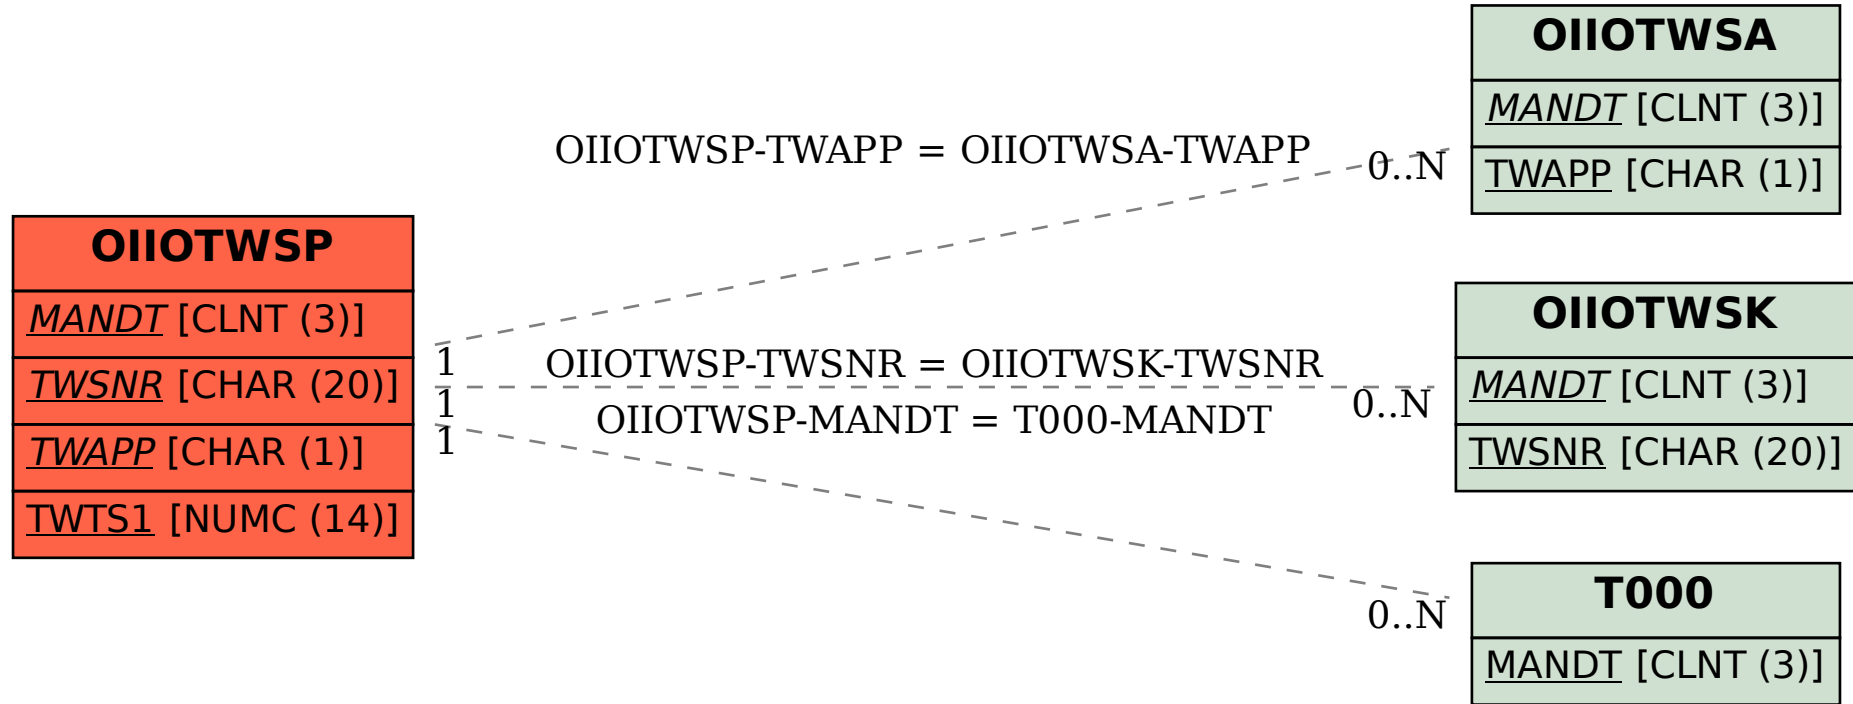 OIIOTWSP
MANDT [CLNT (3)]
TWSNR [CHAR (20)]
TWAPP [CHAR (1)]
TWTS1 [NUMC (14)]
OIIOTWSP-TWAPP = OIIOTWSA-TWAPP
0..N
1
OIIOTWSP-TWSNR = OIIOTWSK-TWSNR
0..N
1
OIIOTWSP-MANDT = T000-MANDT
0..N
1
OIIOTWSA
MANDT [CLNT (3)]
TWAPP [CHAR (1)]
OIIOTWSK
MANDT [CLNT (3)]
TWSNR [CHAR (20)]
T000
MANDT [CLNT (3)]